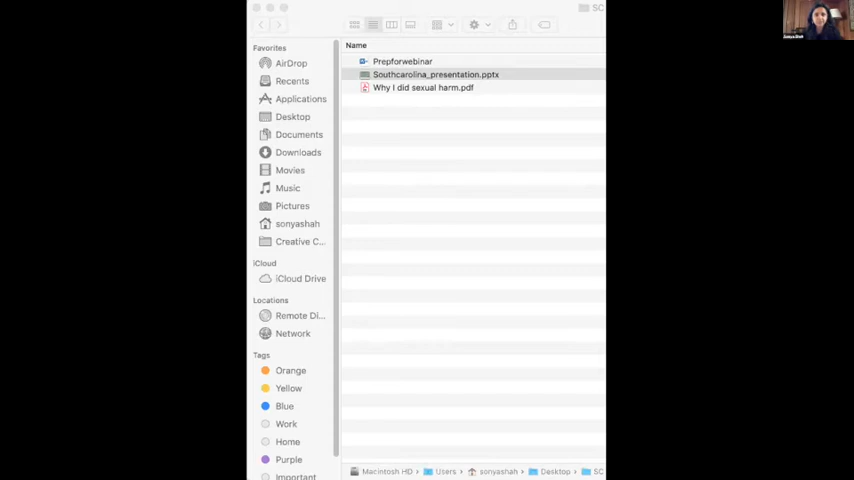 SC
Name
Favorites
AirDrop
Recents
Applications
Desktop
Documents
Downloads
Movies
Music
Pictures
sonyashah
Creative C...
iCloud
iCloud Drive
Locations
Remote Di...
Network
Tags
Orange
Yellow
Blue
Work
Home
Purple
Important
Prepforwebinar
Southcarolina_presentation.pptx
Why I did sexual harm.pdf
Macintosh HD › Users › sonyashah › Desktop › SC